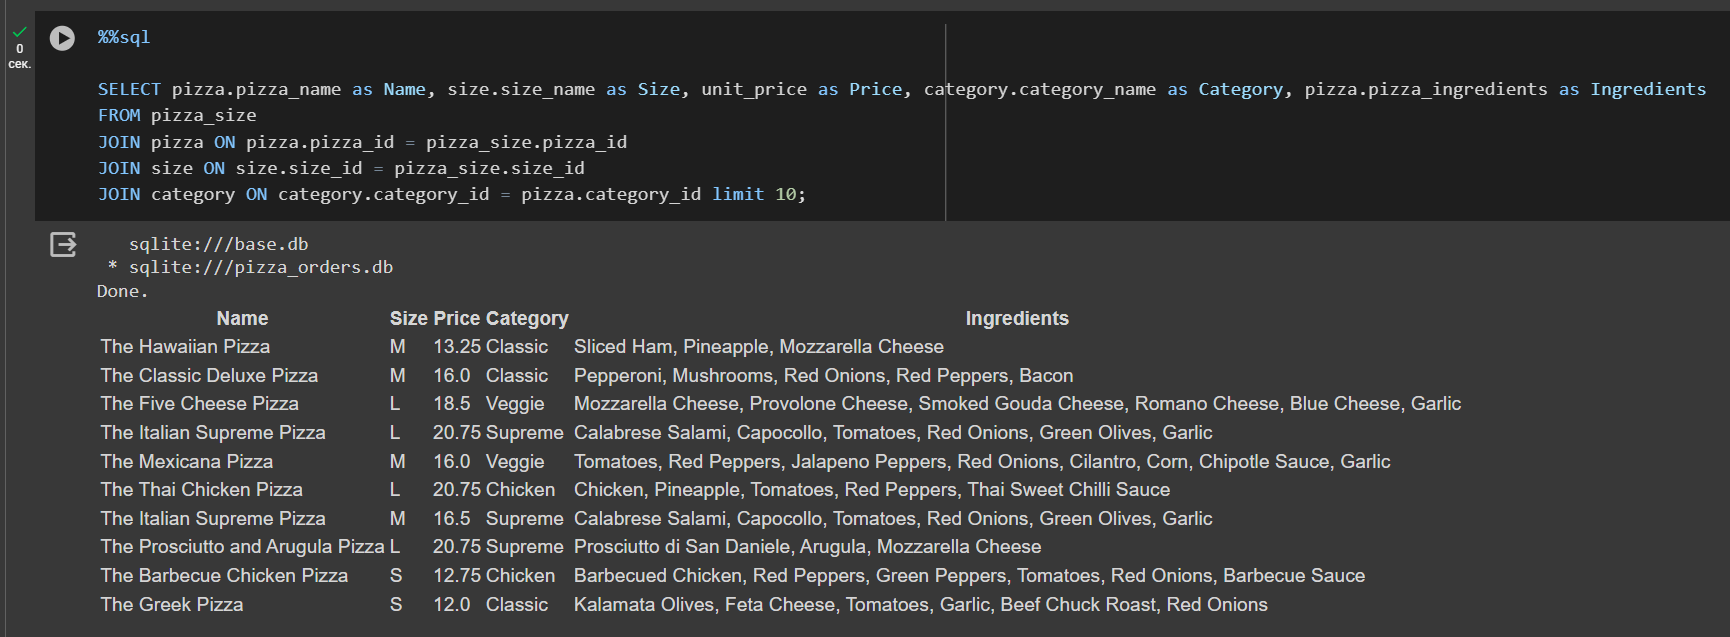 0
сек.
%%sql
SELECT pizza.pizza_name as Name, size.size_name as Size, unit_price as Price, category.category_name as Category, pizza.pizza_ingredients as Ingredients
FROM pizza_size
JOIN pizza ON pizza.pizza_id = pizza_size.pizza_id
JOIN size ON size.size_id = pizza_size.size_id
JOIN category ON category.category_id = pizza.category_id limit 10;
sqlite:///base.db
* sqlite:///pizza_orders.db
Done.
Name Size Price Category Ingredients
The Hawaiian Pizza M 13.25 Classic Sliced Ham, Pineapple, Mozzarella Cheese
The Classic Deluxe Pizza M 16.0 Classic Pepperoni, Mushrooms, Red Onions, Red Peppers, Bacon
The Five Cheese Pizza L 18.5 Veggie Mozzarella Cheese, Provolone Cheese, Smoked Gouda Cheese, Romano Cheese, Blue Cheese, Garlic
The Italian Supreme Pizza L 20.75 Supreme Calabrese Salami, Capocollo, Tomatoes, Red Onions, Green Olives, Garlic
The Mexicana Pizza M 16.0 Veggie Tomatoes, Red Peppers, Jalapeno Peppers, Red Onions, Cilantro, Corn, Chipotle Sauce, Garlic
The Thai Chicken Pizza L 20.75 Chicken Chicken, Pineapple, Tomatoes, Red Peppers, Thai Sweet Chilli Sauce
The Italian Supreme Pizza M 16.5 Supreme Calabrese Salami, Capocollo, Tomatoes, Red Onions, Green Olives, Garlic
The Prosciutto and Arugula Pizza L 20.75 Supreme Prosciutto di San Daniele, Arugula, Mozzarella Cheese
The Barbecue Chicken Pizza S 12.75 Chicken Barbecued Chicken, Red Peppers, Green Peppers, Tomatoes, Red Onions, Barbecue Sauce
The Greek Pizza S 12.0 Classic Kalamata Olives, Feta Cheese, Tomatoes, Garlic, Beef Chuck Roast, Red Onions